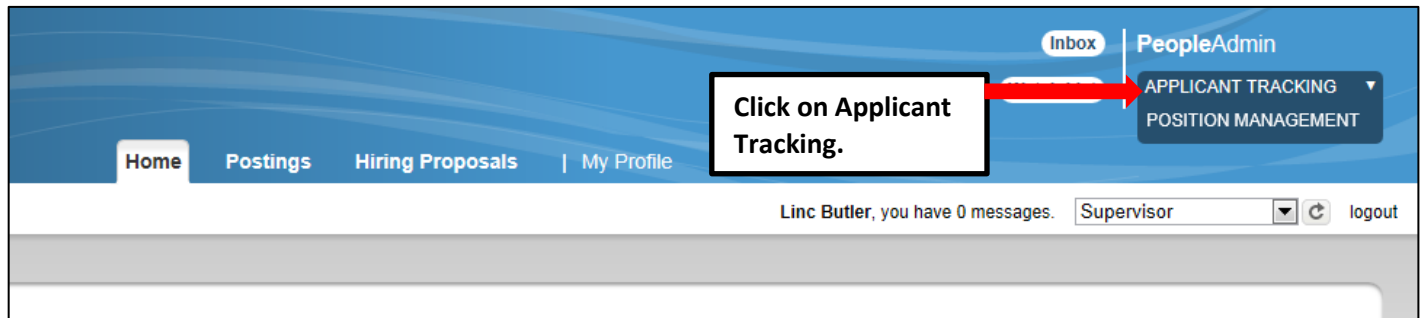 Inbox
PeopleAdmin
APPLICANT TRACKING
POSITION MANAGEMENT
Click on Applicant
Tracking.
Home Postings Hiring Proposals | My Profile
Linc Butler, you have 0 messages. Supervisor logout